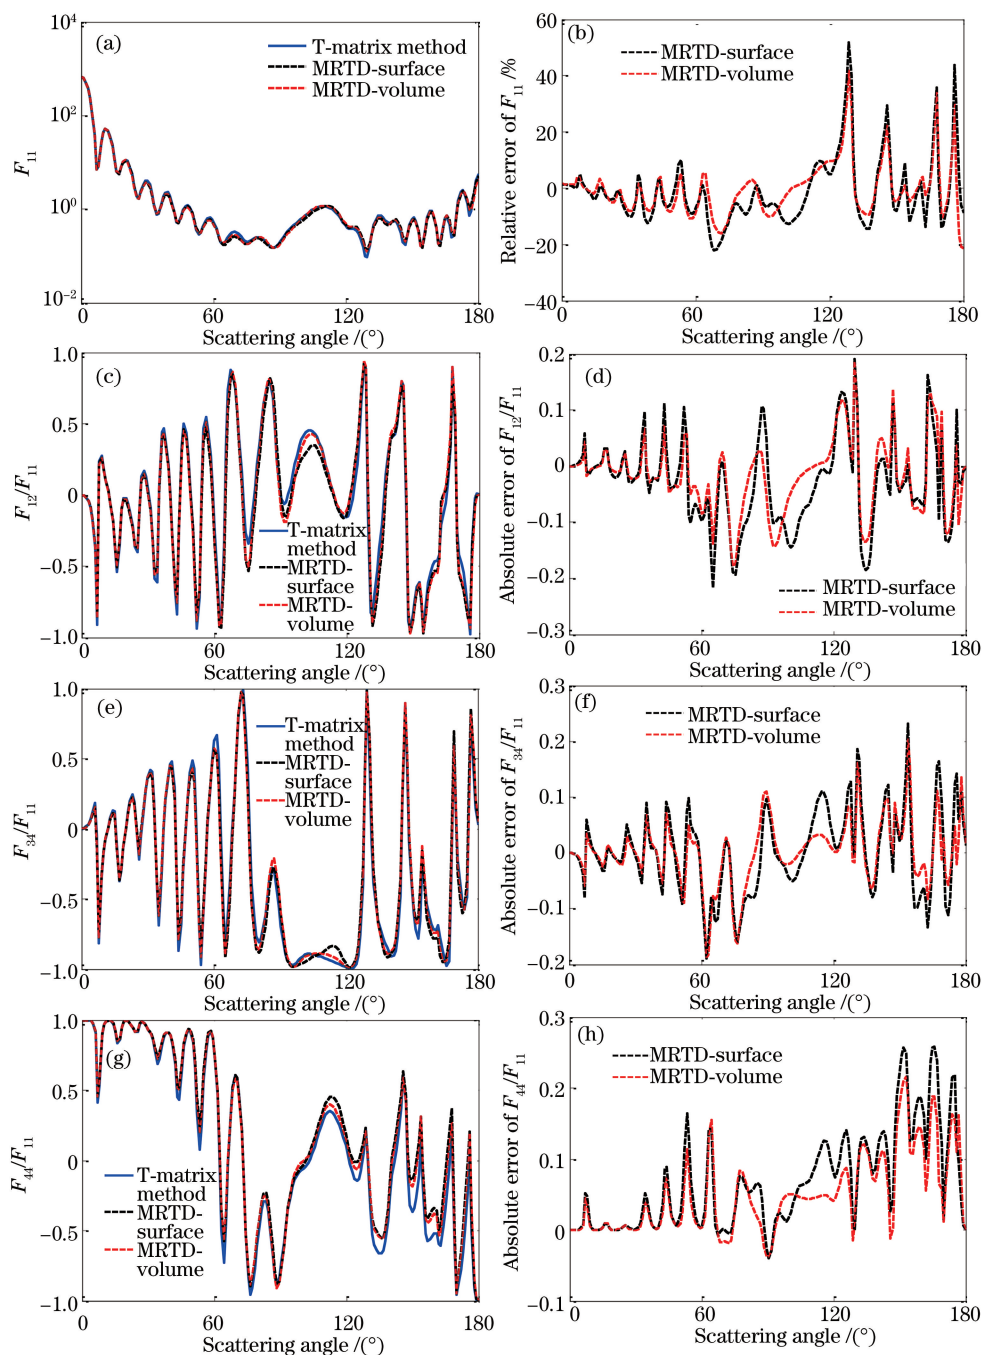 (a)
T-matrix method
MRTD-surface
MRTD-volume
F11
10^4
10^2
10^0
10^−2
0
60
120
180
Scattering angle /(°)
(b)
MRTD-surface
MRTD-volume
Relative error of F11 /%
60
40
20
0
−20
−40
0
60
120
180
Scattering angle /(°)
(c)
T-matrix
method
MRTD-
surface
MRTD-
volume
F12/F11
1.0
0.5
0
−0.5
−1.0
0
60
120
180
Scattering angle /(°)
(d)
MRTD-surface
MRTD-volume
Absolute error of F12/F11
0.2
0.1
0
−0.1
−0.2
−0.3
0
60
120
180
Scattering angle /(°)
(e)
T-matrix
method
MRTD-
surface
MRTD-
volume
F34/F11
1.0
0.5
0
−0.5
−1.0
0
60
120
180
Scattering angle /(°)
(f)
MRTD-surface
MRTD-volume
Absolute error of F34/F11
0.3
0.2
0.1
0
−0.1
−0.2
0
60
120
180
Scattering angle /(°)
(g)
T-matrix
method
MRTD-
surface
MRTD-
volume
F44/F11
1.0
0.5
0
−0.5
−1.0
0
60
120
180
Scattering angle /(°)
(h)
MRTD-surface
MRTD-volume
Absolute error of F44/F11
0.3
0.2
0.1
0
−0.1
0
60
120
180
Scattering angle /(°)